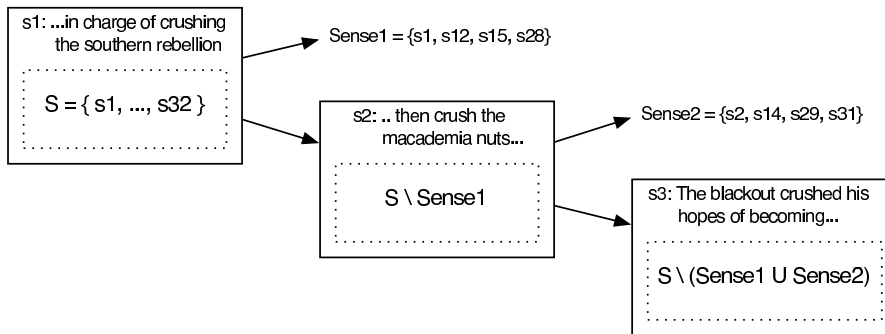 s1: ...in charge of crushing
the southern rebellion
S = { s1, ..., s32 }
Sense1 = {s1, s12, s15, s28}
s2: .. then crush the
macademia nuts...
S \ Sense1
Sense2 = {s2, s14, s29, s31}
s3: The blackout crushed his
hopes of becoming...
S \ (Sense1 U Sense2)